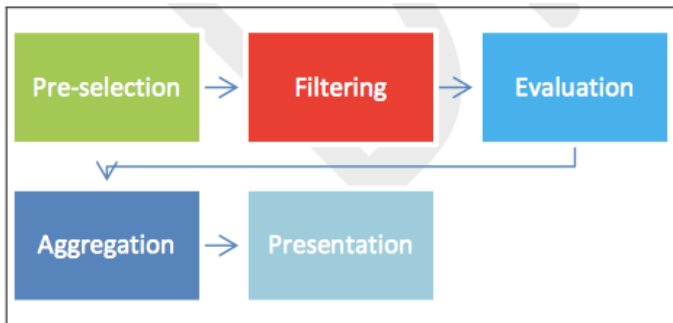 Pre-selection
Filtering
Evaluation
Aggregation
Presentation